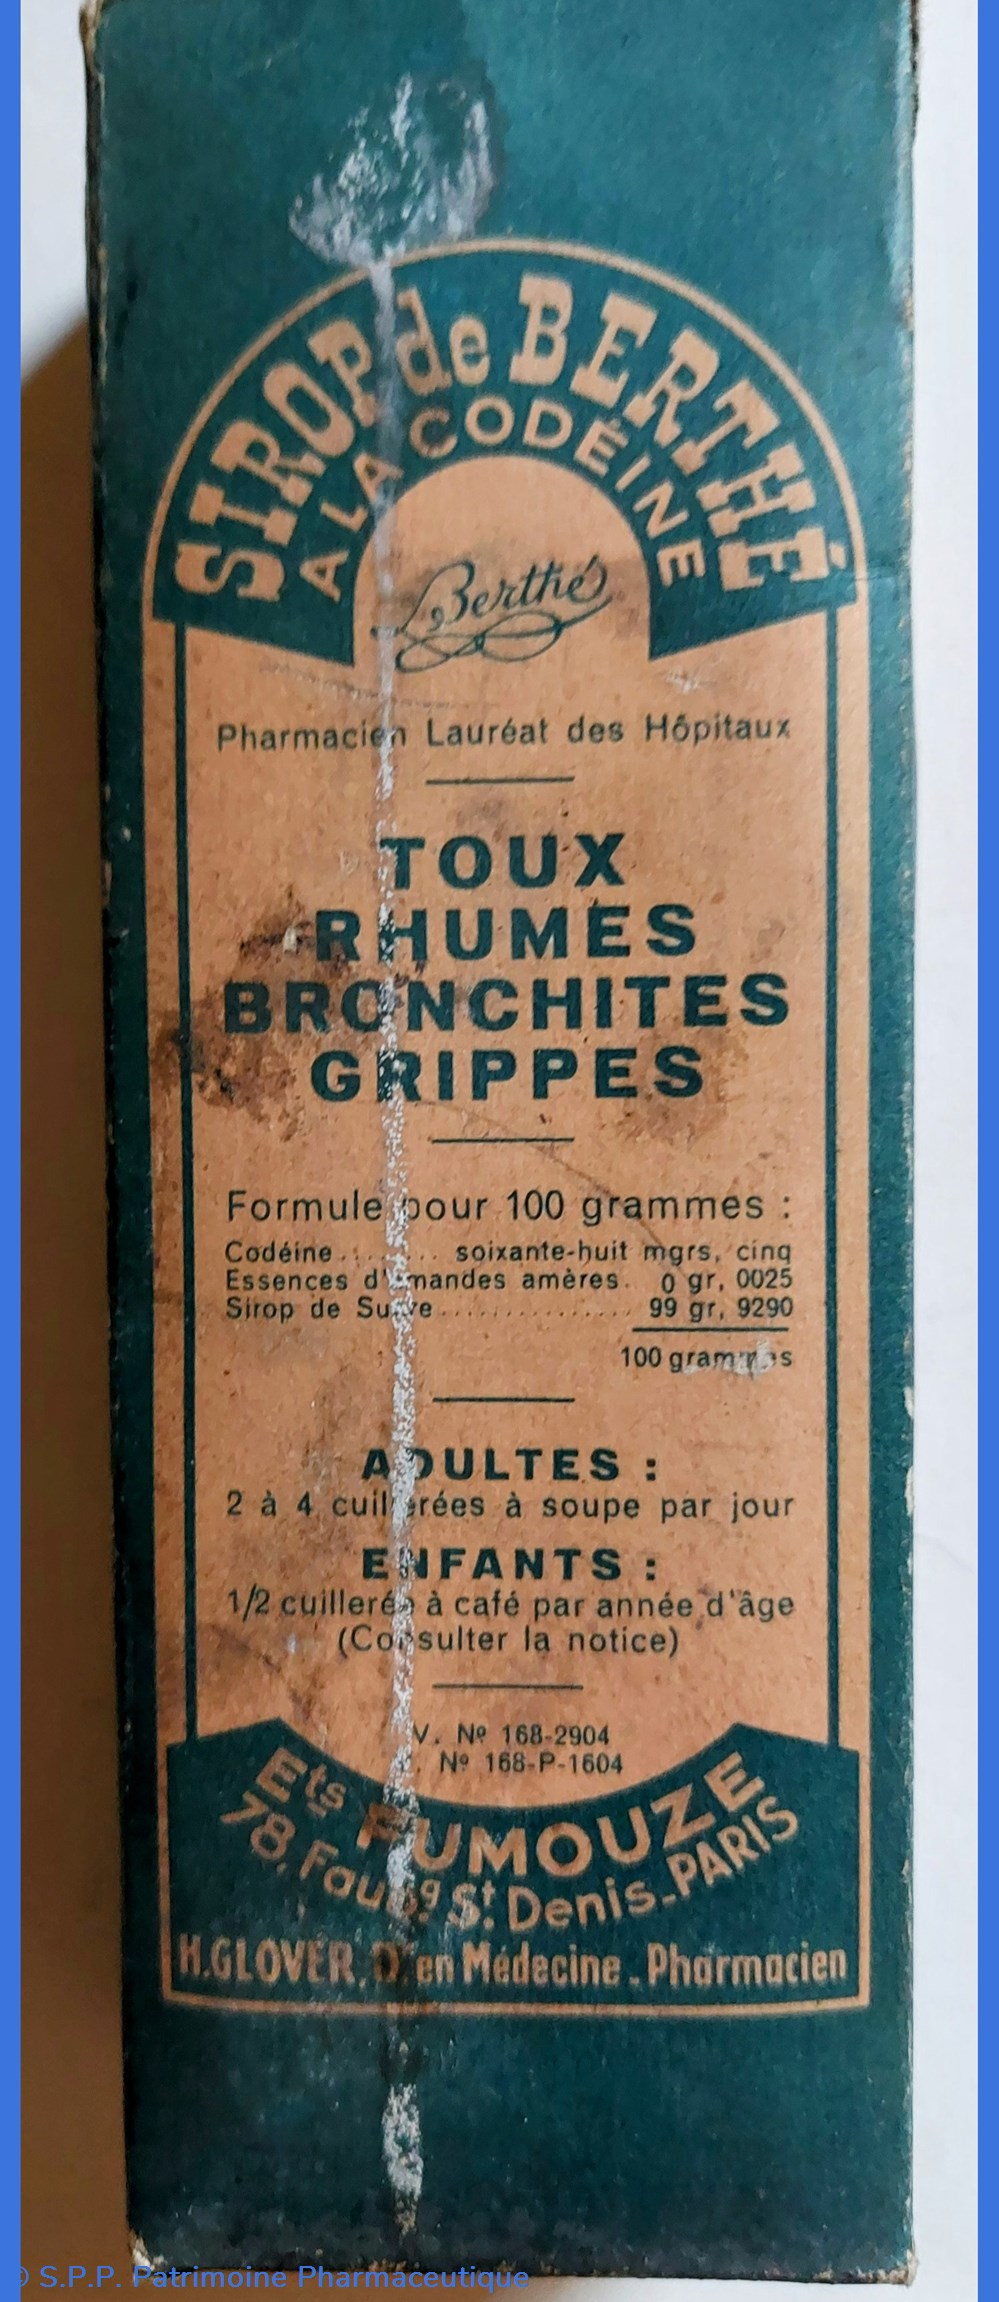 SIROP de BERTHÉ
A LA CODÉINE
Berthé
Pharmacien Lauréat des Hôpitaux
TOUX
RHUMES
BRONCHITES
GRIPPES
Formule pour 100 grammes :
Codéine........ soixante-huit mgrs, cinq
Essences d'amandes amères. 0 gr, 0025
Sirop de Sucre............... 99 gr, 9290
100 grammes
ADULTES :
2 à 4 cuillerées à soupe par jour
ENFANTS :
1/2 cuillerée à café par année d'âge
(Consulter la notice)
V. Nº 168-2904
Nº 168-P-1604
Ets FUMOUZE
78, Faubg St Denis_PARIS
H.GLOVER, Dr en Médecine - Pharmacien
© S.P.P. Patrimoine Pharmaceutique